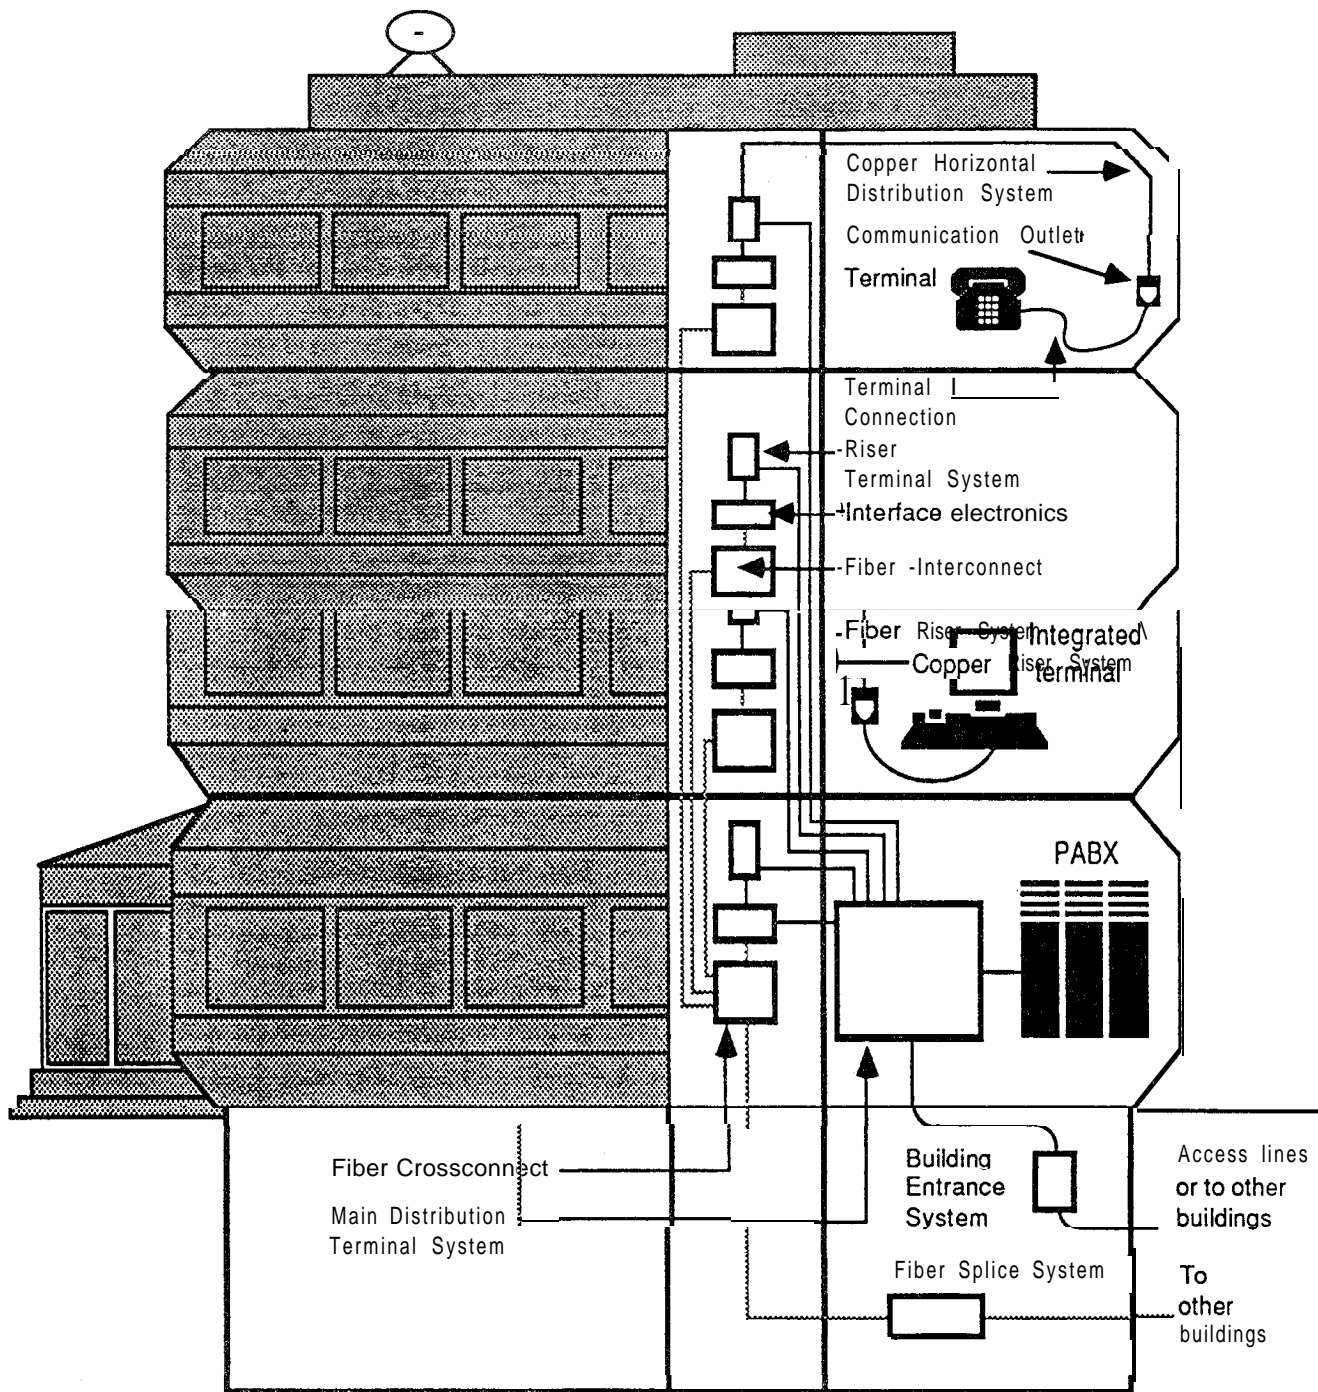 Copper Horizontal
Distribution System
Communication Outlet
Terminal
Terminal
Connection
Riser
Terminal System
Interface electronics
Fiber -Interconnect
Fiber Riser System
Integrated
terminal
Copper Riser System
PABX
Fiber Crossconnect
Main Distribution
Terminal System
Building
Entrance
System
Access lines
or to other
buildings
Fiber Splice System
To
other
buildings